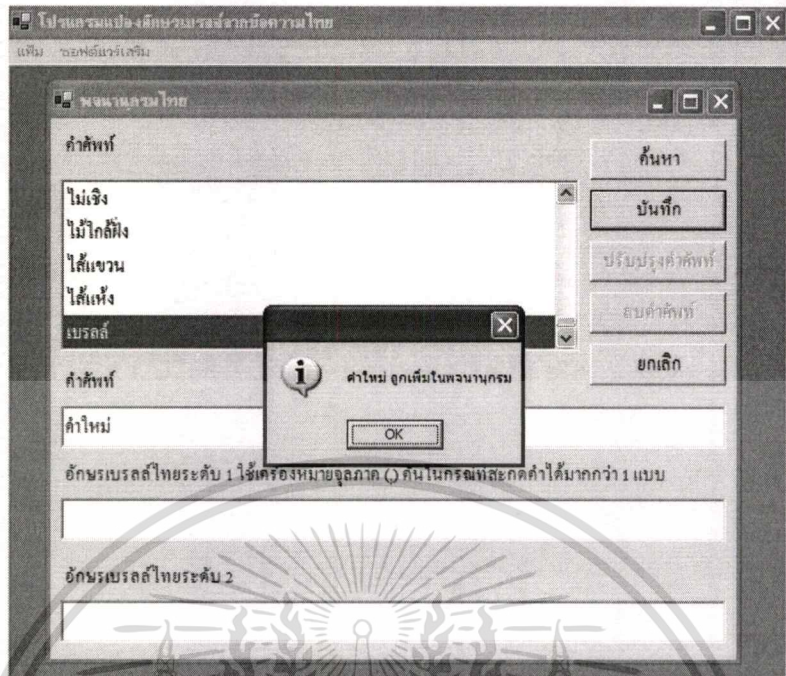 โปรแกรมแปลงอักษรเบรลล์จากข้อความไทย
แฟ้ม ซอฟต์แวร์เสริม
พจนานุกรมไทย
คำศัพท์
ค้นหา
ไม่เชิง
บันทึก
ไม้ใกล้ฝั่ง
ไส้แขวน
ปรับปรุงคำศัพท์
ไส้แห้ง
ลบคำศัพท์
เบรลล์
ยกเลิก
คำใหม่ ถูกเพิ่มในพจนานุกรม
OK
คำศัพท์
คำใหม่
อักษรเบรลล์ไทยระดับ 1 ใช้เครื่องหมายจุลภาค (,) คั่นในกรณีที่สะกดคำได้มากกว่า 1 แบบ
อักษรเบรลล์ไทยระดับ 2